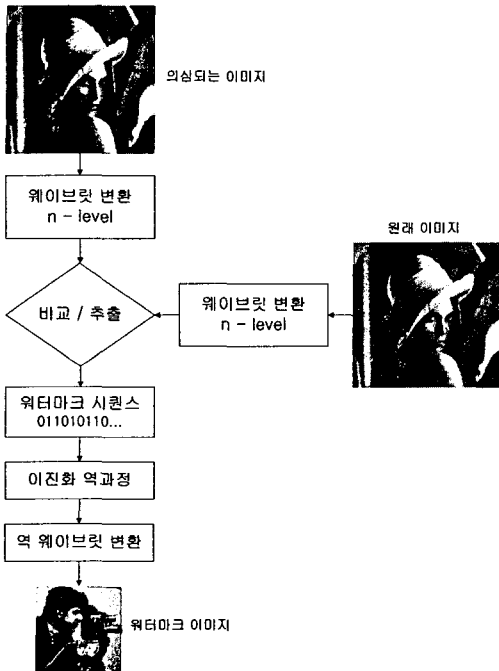 의심되는 이미지
웨이브릿 변환
n - level
원래 이미지
비교 / 추출
웨이브릿 변환
n - level
워터마크 시퀀스
011010110...
이진화 역과정
역 웨이브릿 변환
워터마크 이미지